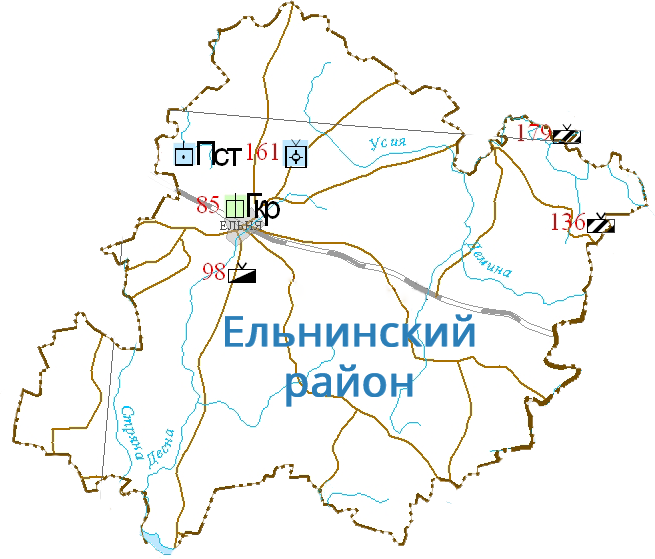 179
Усия
Пст
161
136
85
Гкр
ЕЛЬНЯ
Демина
98
Ельнинский
район
Стряна
Десна